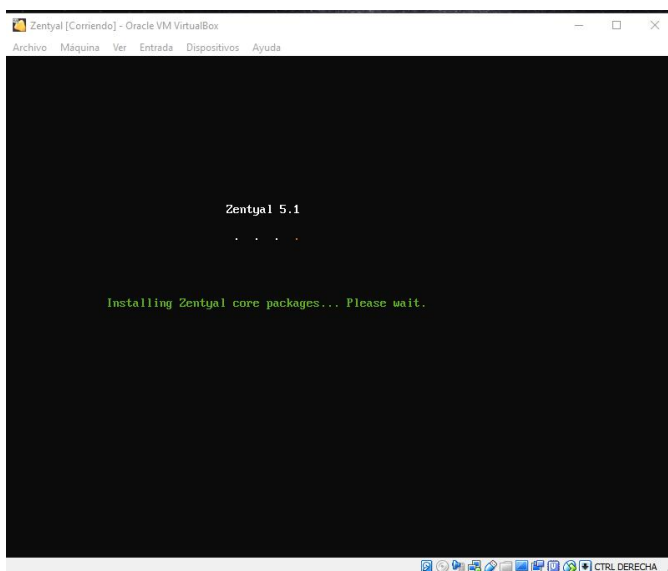 Zentyal [Corriendo] - Oracle VM VirtualBox
Archivo Máquina Ver Entrada Dispositivos Ayuda
Zentyal 5.1
. . . .
Installing Zentyal core packages... Please wait.
CTRL DERECHA